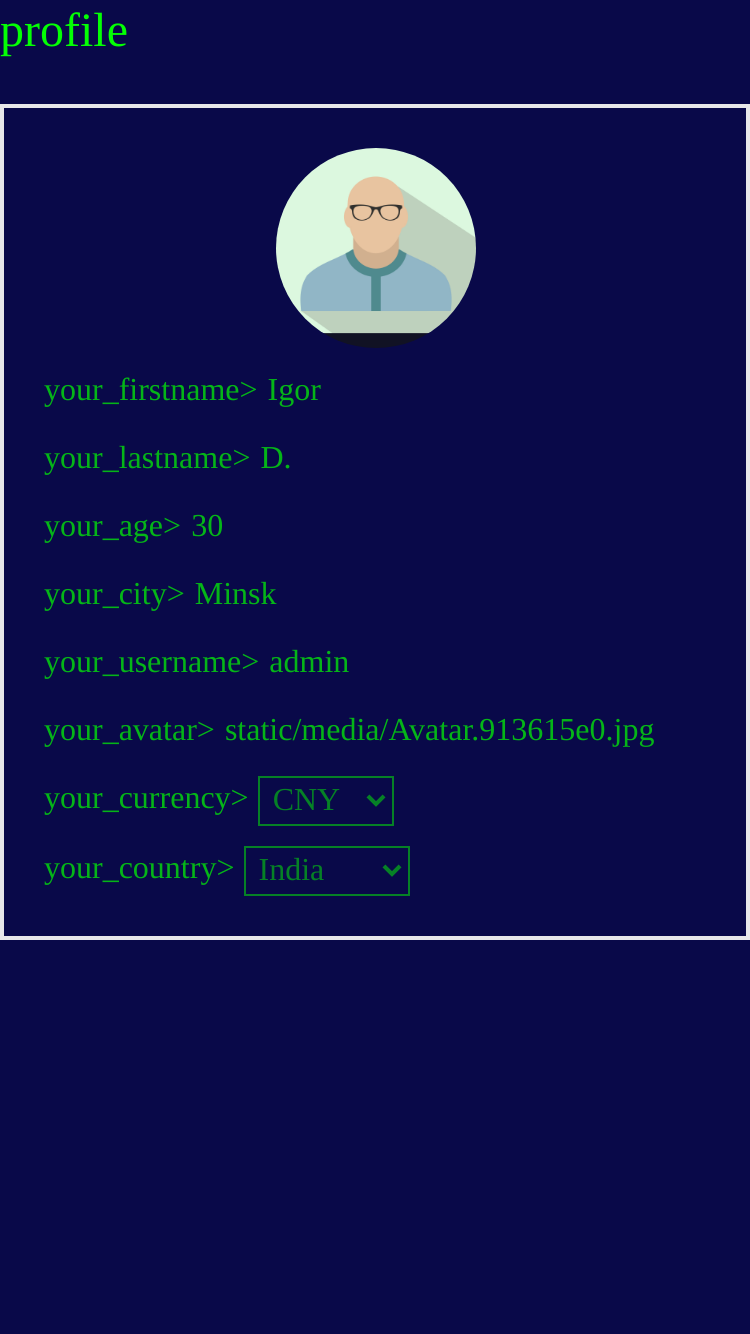 profile
your_firstname> Igor
your_lastname> D.
your_age> 30
your_city> Minsk
your_username> admin
your_avatar> static/media/Avatar.913615e0.jpg
your_currency> CNY
your_country> India